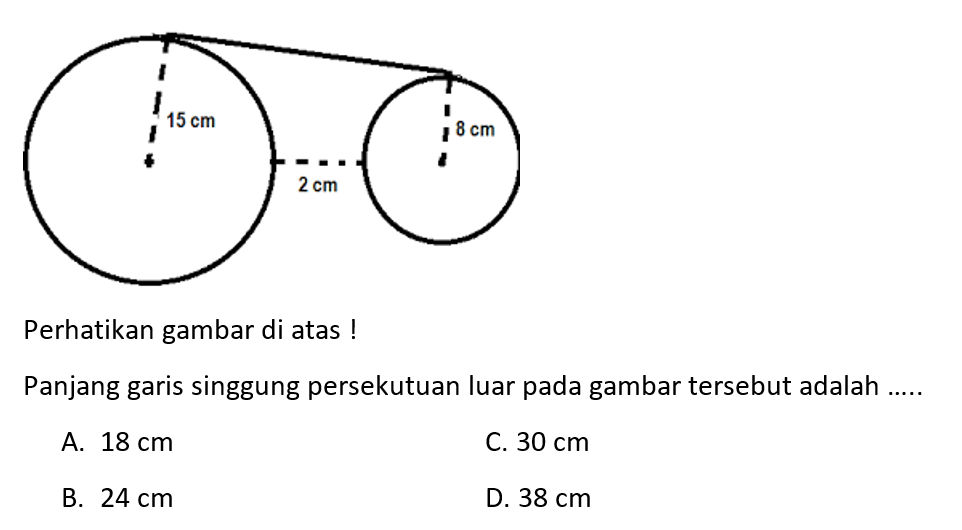 15 cm
8 cm
2 cm
Perhatikan gambar di atas !
Panjang garis singgung persekutuan luar pada gambar tersebut adalah .....
A. 18 cm C. 30 cm
B. 24 cm D. 38 cm